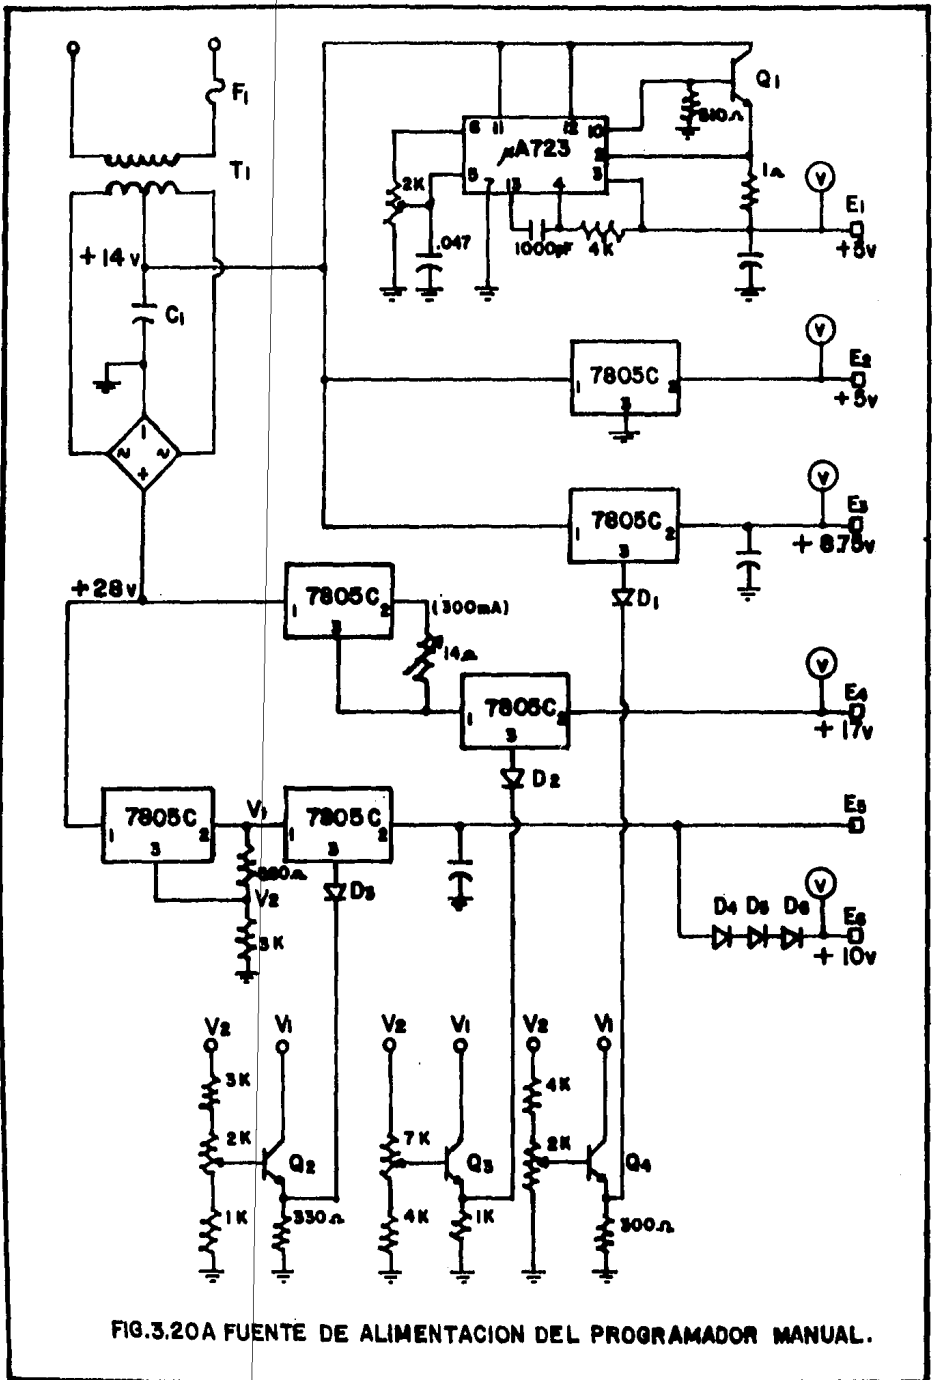 F1
T1
+14v
C1
~ - ~
+
+28v
6 11 12 10
µA723
2
5 3
7 13 4
2K
.047
1000pF
4K
Q1
510Ω
1Ω
V
E1
+5v
1 7805C 2
3
V
E2
+5v
1 7805C 2
3
V
E3
+ 8.75v
D1
1 7805C 2
3
(300mA)
14Ω
1 7805C 2
3
V
E4
+ 17v
D2
1 7805C 2
3
V1
V2
3K
1 7805C 2
3
D3
E5
D4 D5 D6
V
E6
+ 10v
V2 V1 V2 V1 V2 V1
3K
2K
1K
Q2
330Ω
7K
4K
Q3
1K
4K
2K
Q4
300Ω
FIG.3.20A FUENTE DE ALIMENTACION DEL PROGRAMADOR MANUAL.